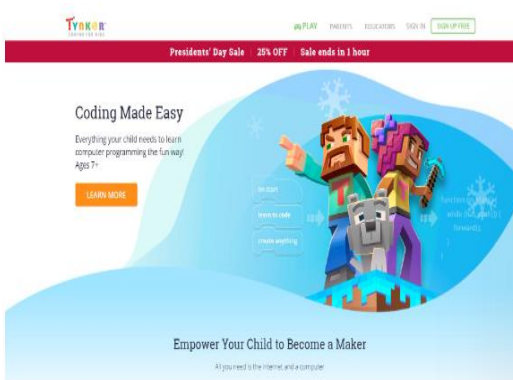 TYNKER
CODING FOR KIDS
PLAY PARENTS EDUCATORS SIGN IN SIGN UP FREE
Presidents' Day Sale | 25% OFF | Sale ends in 1 hour
Coding Made Easy
Everything your child needs to learn
computer programming the fun way!
Ages 7+
LEARN MORE
learn to code
create anything
forward();
}
Empower Your Child to Become a Maker
All you need is the internet and a computer